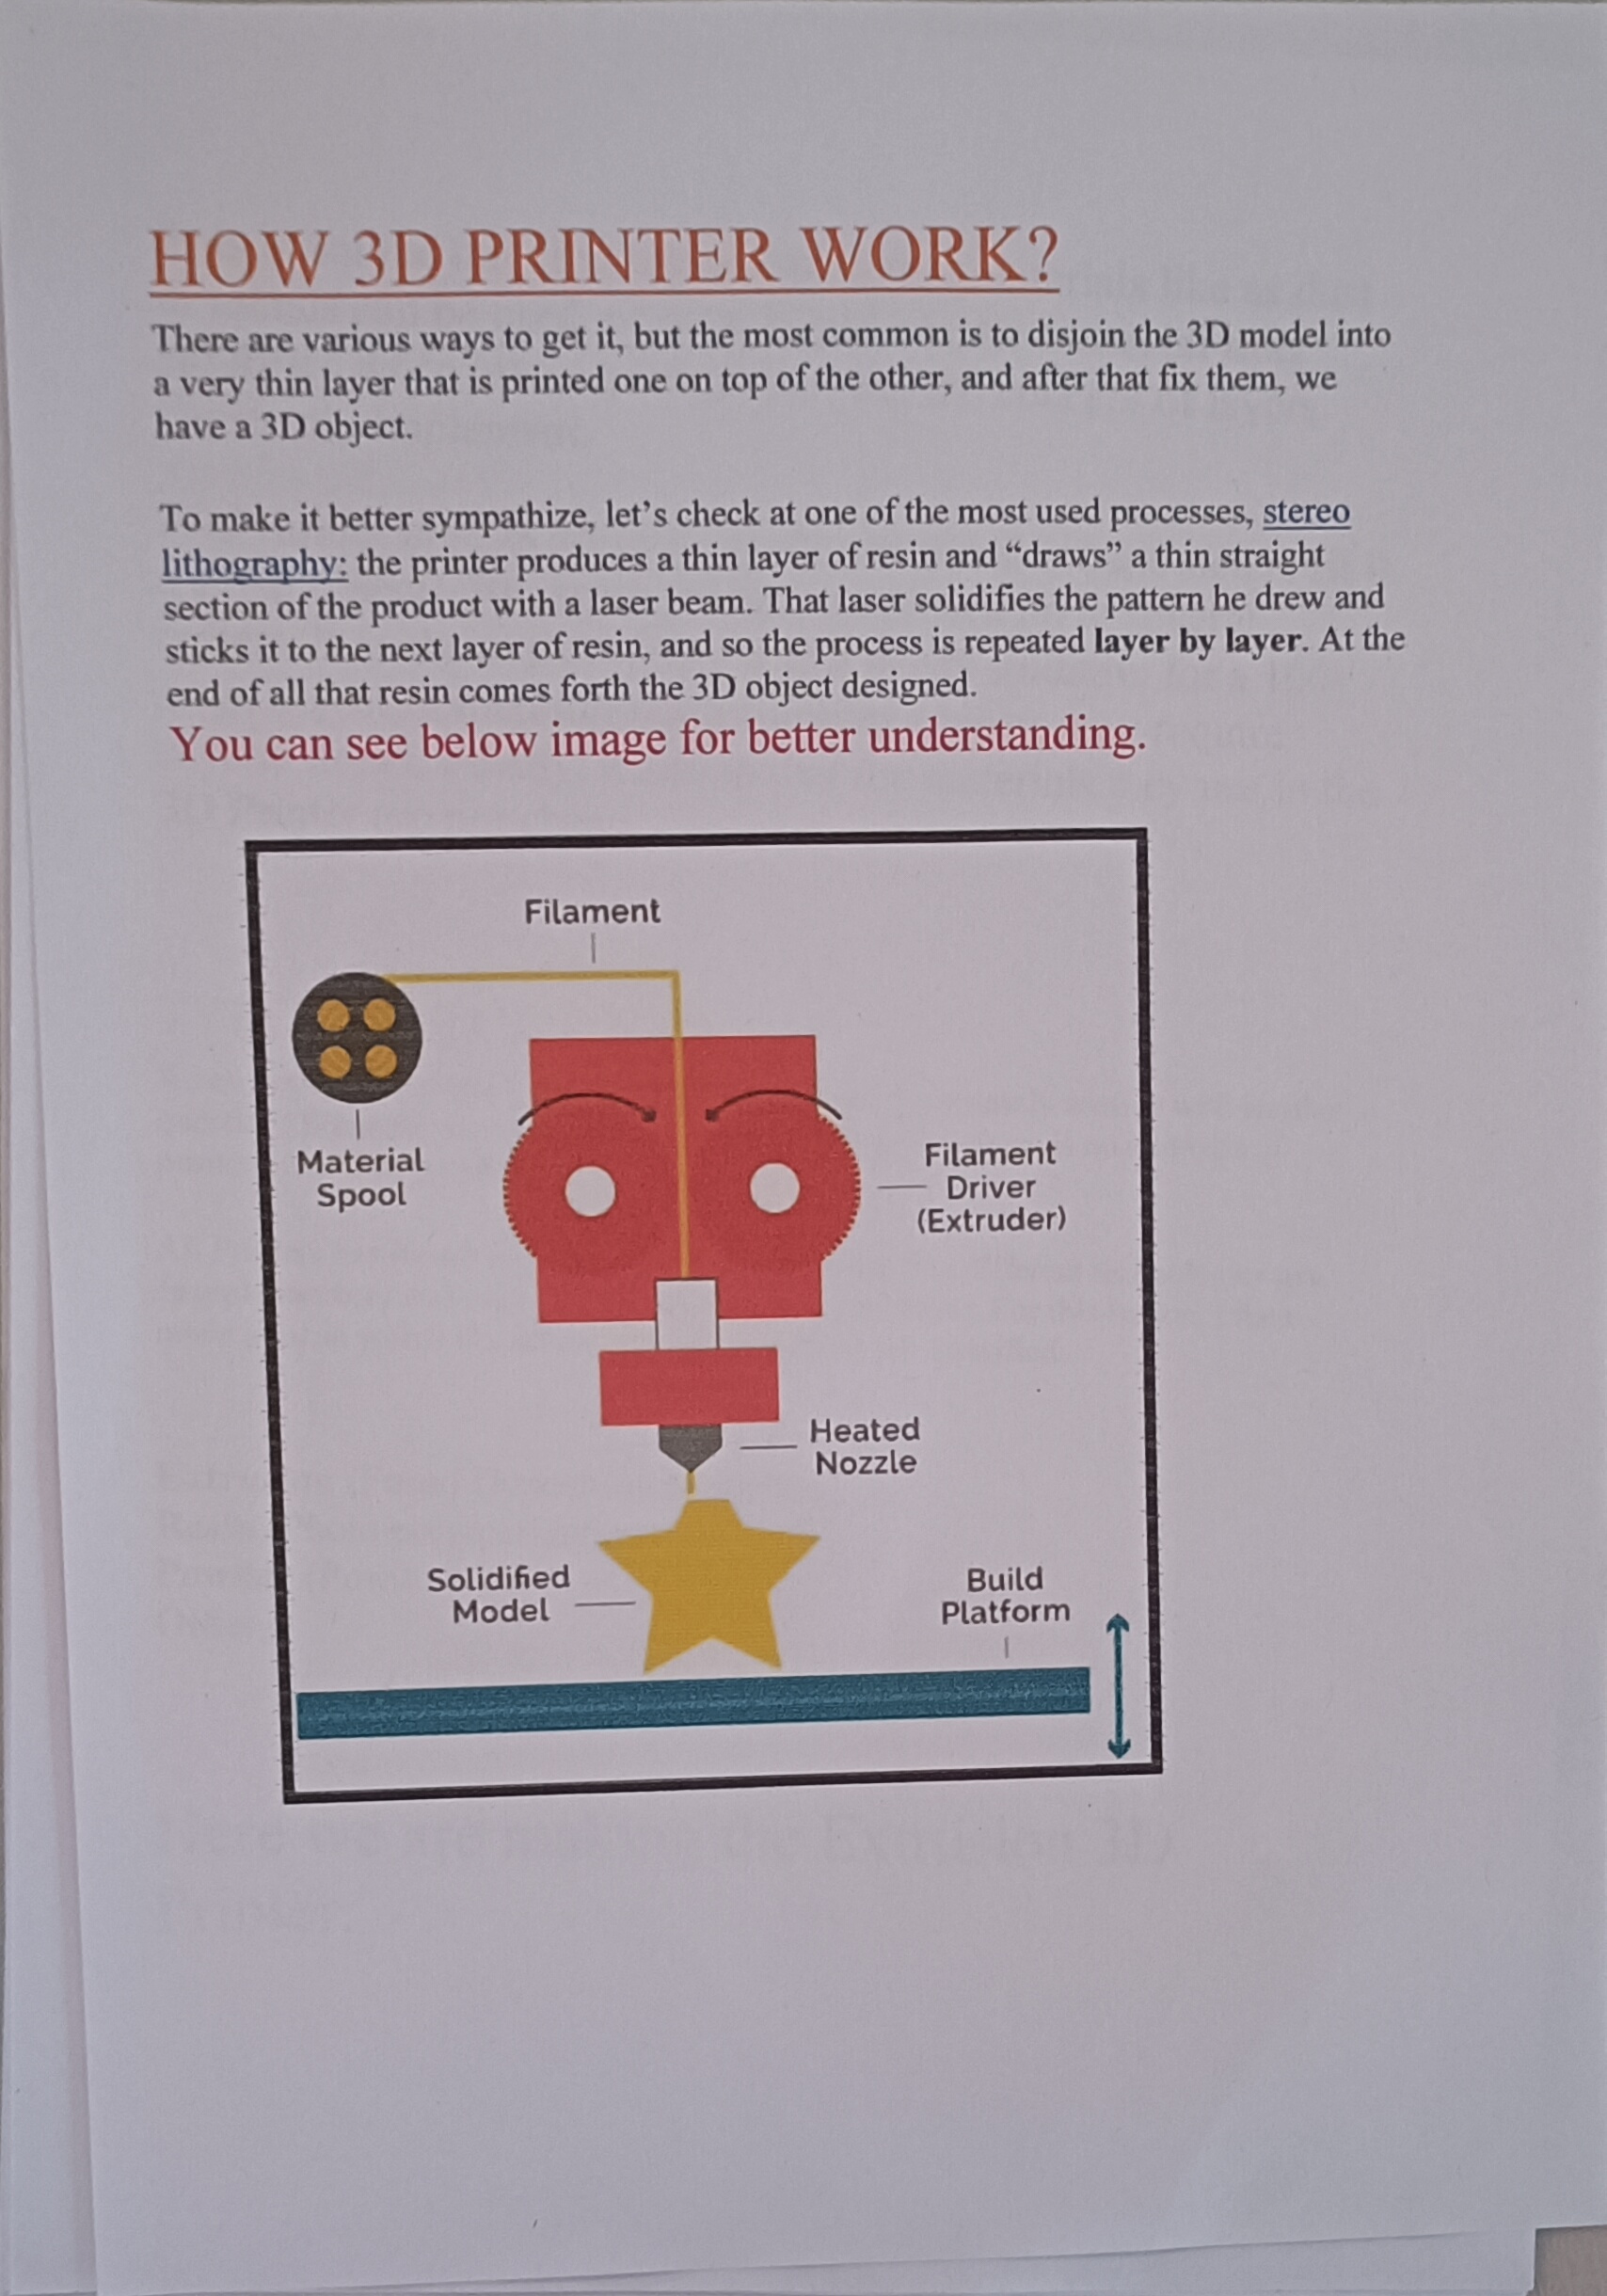 HOW 3D PRINTER WORK?
There are various ways to get it, but the most common is to disjoin the 3D model into
a very thin layer that is printed one on top of the other, and after that fix them, we
have a 3D object.
To make it better sympathize, let’s check at one of the most used processes, stereo
lithography: the printer produces a thin layer of resin and “draws” a thin straight
section of the product with a laser beam. That laser solidifies the pattern he drew and
sticks it to the next layer of resin, and so the process is repeated layer by layer. At the
end of all that resin comes forth the 3D object designed.
You can see below image for better understanding.
Filament
Material
Spool
Filament
Driver
(Extruder)
Heated
Nozzle
Solidified
Model
Build
Platform